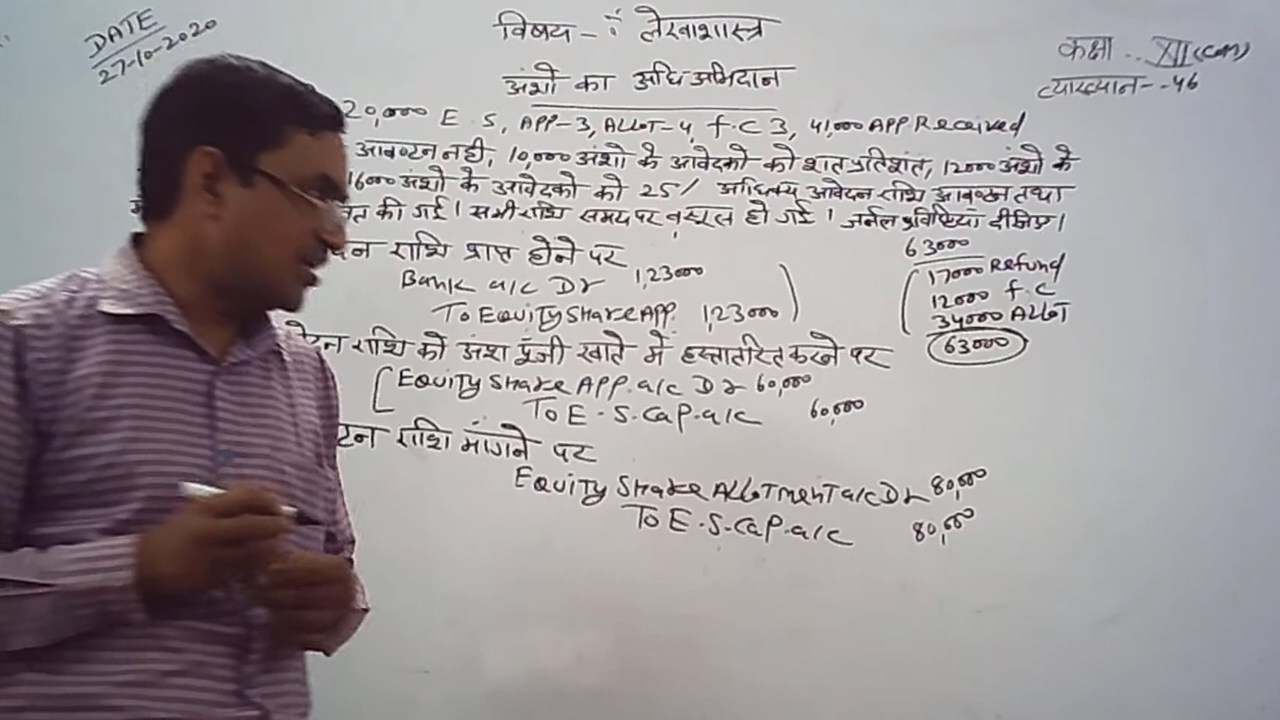 DATE
27-10-2020
विषय -: लेखाशास्त्र
कक्षा .. XII (com)
व्याख्यान - 46
अंशो का अधि अभिदान
20,000 E.S, APP-3, ALLOT-4, f.C 3, 41,000 APP Received
आवण्टन नही, 10,000 अंशो के आवेदको को शत प्रतिशत, 12000 अंशो के
16000 अंशो के आवेदको को 25% अधिक्य आवेदन राशि आवण्टन तथा
की गई। सभी राशि समय पर वसूल हो गई। जर्नल प्रविष्टियां दीजिए।
63000
17000 Refund
12000 f.C
34000 ALLOT
63000
राशि प्राप्त होने पर
Bank a/c Dr 1,23000
To EQUITY Share APP. 1,23000
राशि को अंश पूंजी खाते में हस्तांतरित करने पर
EQUITY Share APP. a/c Dr 60,000
To E.S. Cap. a/c 60,000
राशि मांगने पर
EQUITY Share ALLOTMENT a/c Dr 80,000
To E.S. Cap. a/c 80,000